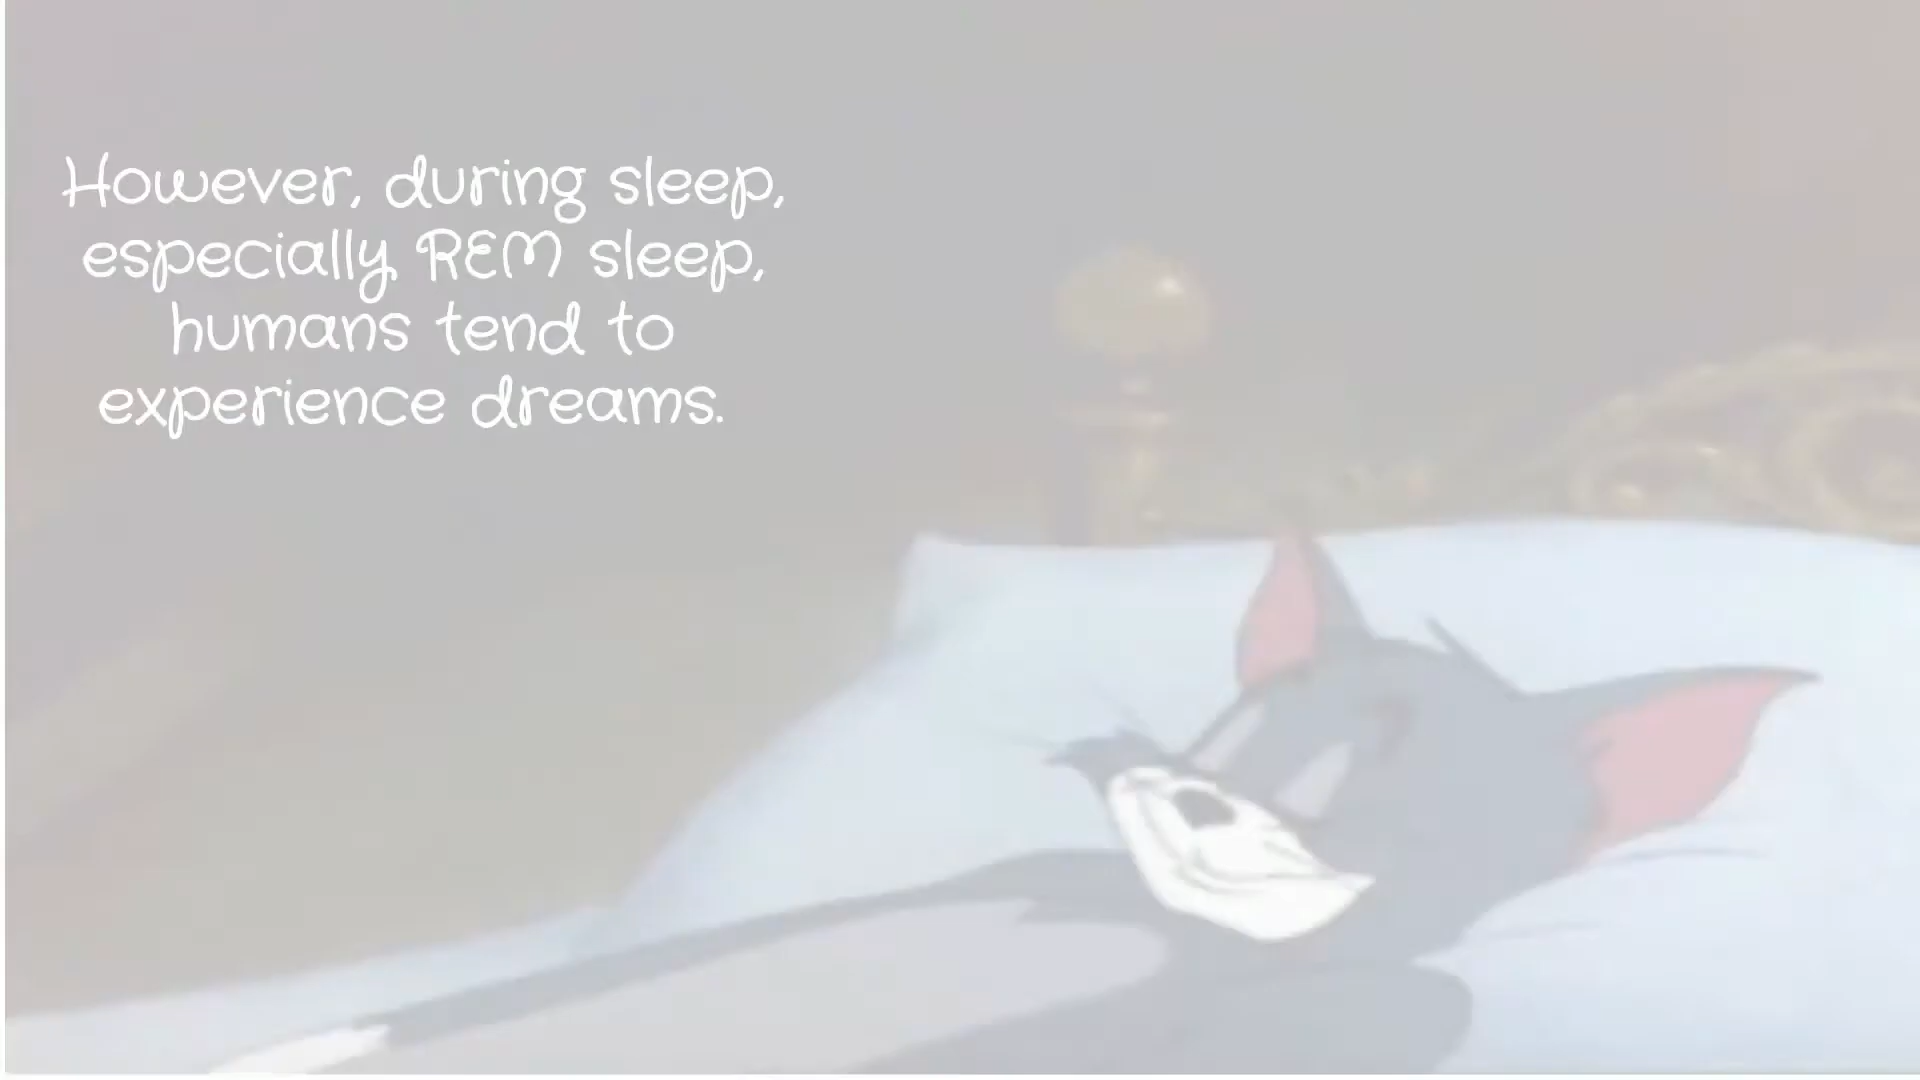 However, during sleep,
especially REM sleep,
humans tend to
experience dreams.